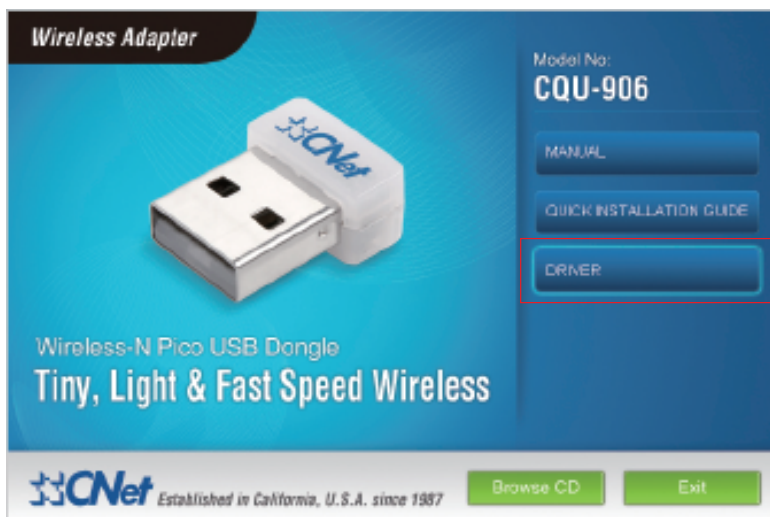 Wireless Adapter
Model No:
CQU-906
MANUAL
QUICK INSTALLATION GUIDE
DRIVER
CNet
Wireless-N Pico USB Dongle
Tiny, Light & Fast Speed Wireless
CNet Established in California, U.S.A. since 1987
Browse CD
Exit